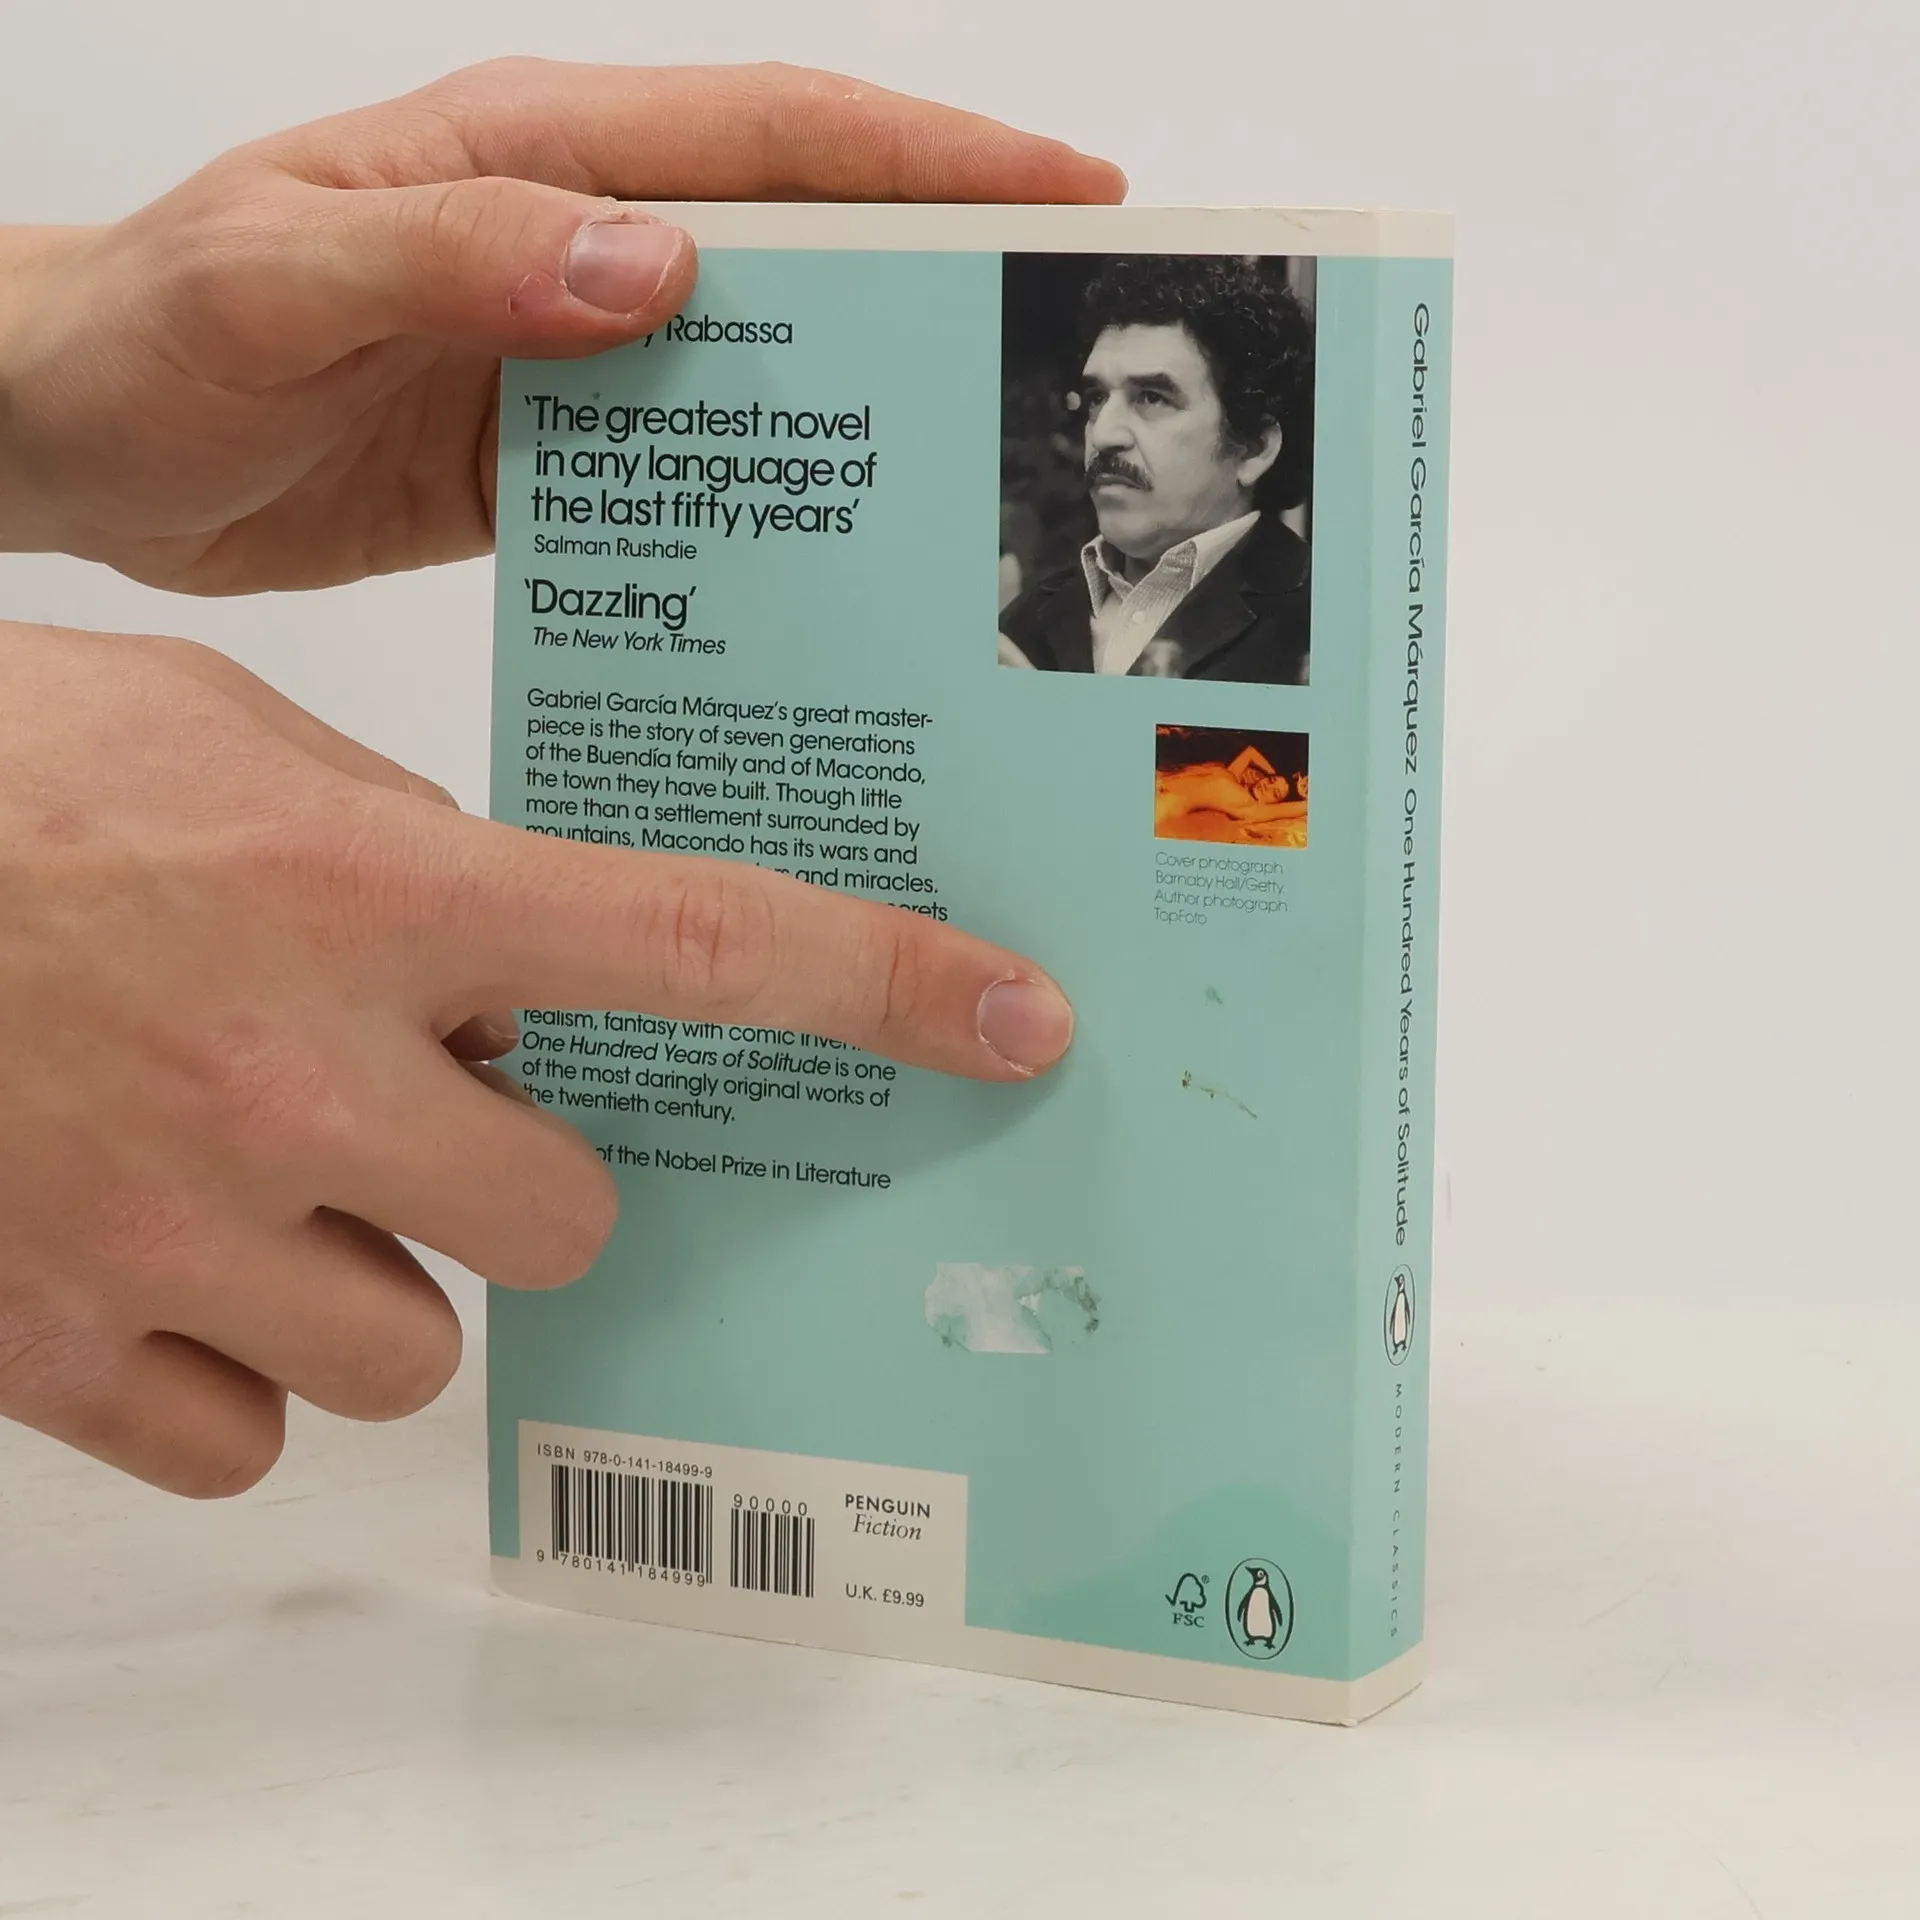 Rabassa
'The greatest novel
in any language of
the last fifty years'
Salman Rushdie
'Dazzling'
The New York Times
Gabriel García Márquez's great master-
piece is the story of seven generations
of the Buendía family and of Macondo,
the town they have built. Though little
more than a settlement surrounded by
mountains, Macondo has its wars and
and miracles.
realism, fantasy with comic
One Hundred Years of Solitude is one
of the most daringly original works of
the twentieth century.
of the Nobel Prize in Literature
Cover photograph
Barnaby Hall/Getty.
Author photograph
TopFoto
ISBN 978-0-141-18499-9
90000
9 780141 184999
PENGUIN
Fiction
U.K. £9.99
FSC
Gabriel García Márquez One Hundred Years of Solitude
MODERN CLASSICS